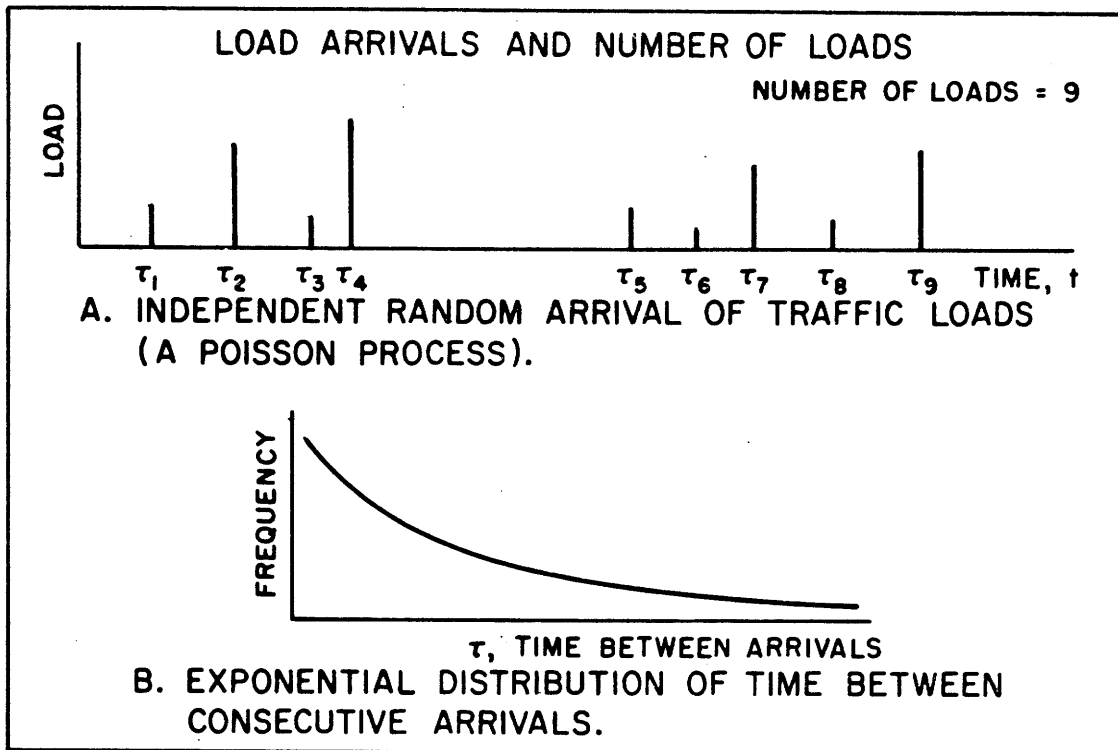 LOAD ARRIVALS AND NUMBER OF LOADS
NUMBER OF LOADS = 9
LOAD
τ₁ τ₂ τ₃ τ₄ τ₅ τ₆ τ₇ τ₈ τ₉ TIME, t
A. INDEPENDENT RANDOM ARRIVAL OF TRAFFIC LOADS
(A POISSON PROCESS).
FREQUENCY
τ, TIME BETWEEN ARRIVALS
B. EXPONENTIAL DISTRIBUTION OF TIME BETWEEN
CONSECUTIVE ARRIVALS.